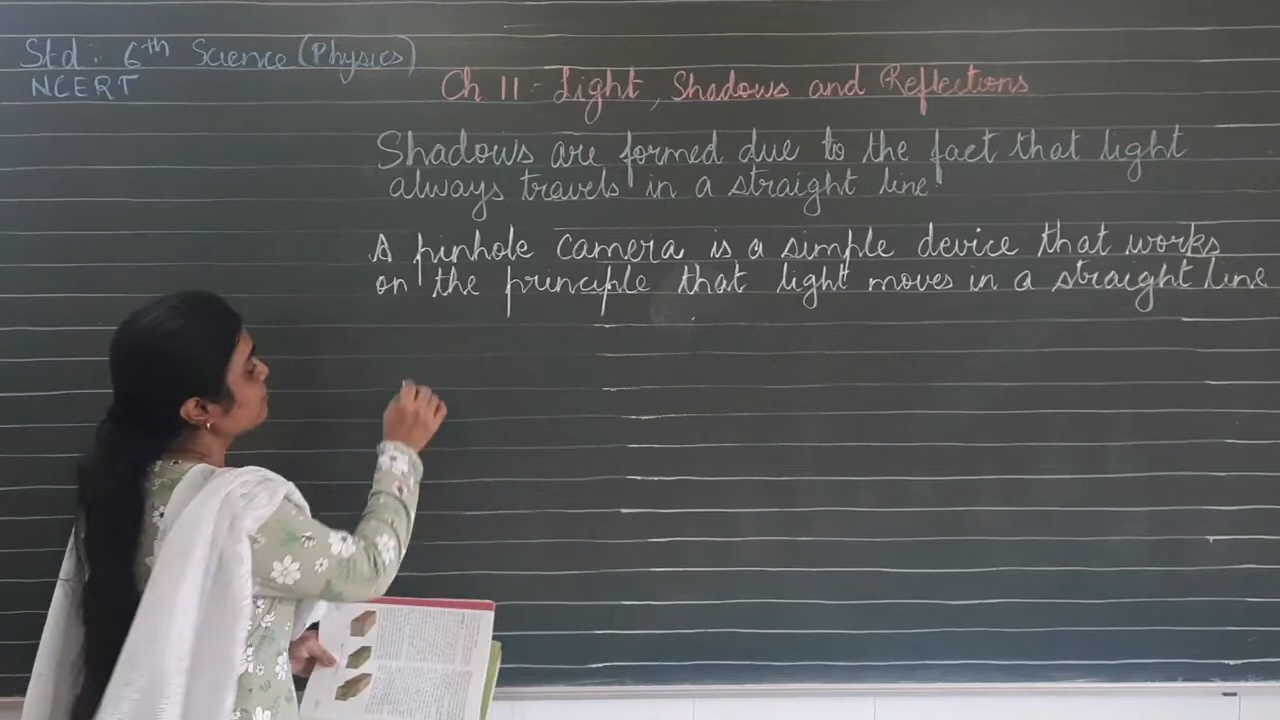 Std :- 6th Science (Physics)
NCERT
Ch 11 - Light, Shadows and Reflections
Shadows are formed due to the fact that light
always travels in a straight line
A pinhole camera is a simple device that works
on the principle that light moves in a straight line